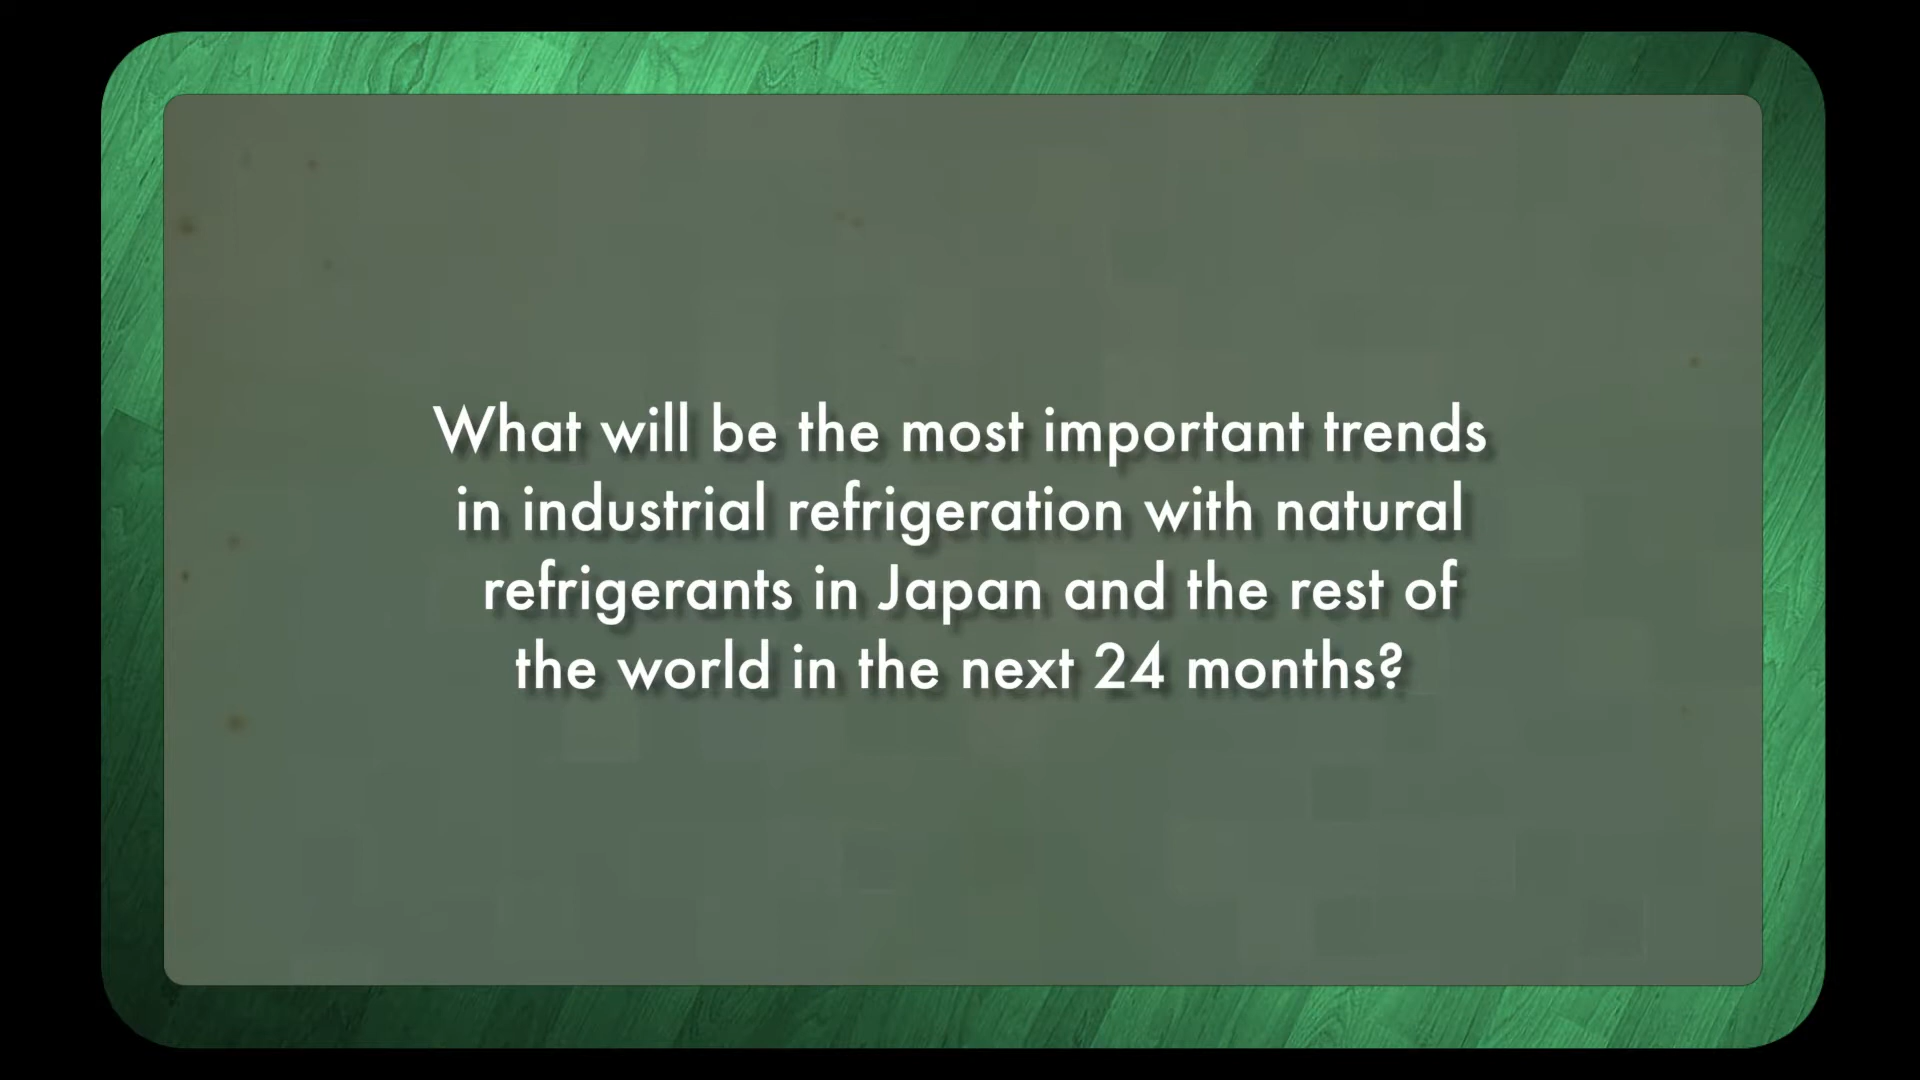 What will be the most important trends
in industrial refrigeration with natural
refrigerants in Japan and the rest of
the world in the next 24 months?